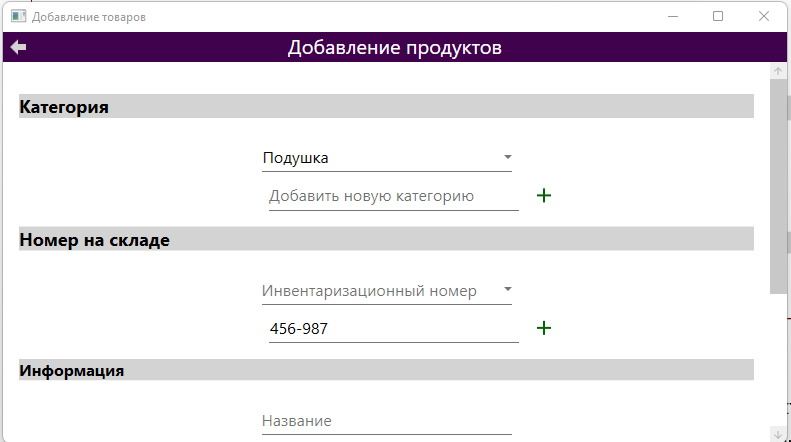 Добавление товаров
Добавление продуктов
Категория
Подушка
Добавить новую категорию
Номер на складе
Инвентаризационный номер
456-987
Информация
Название